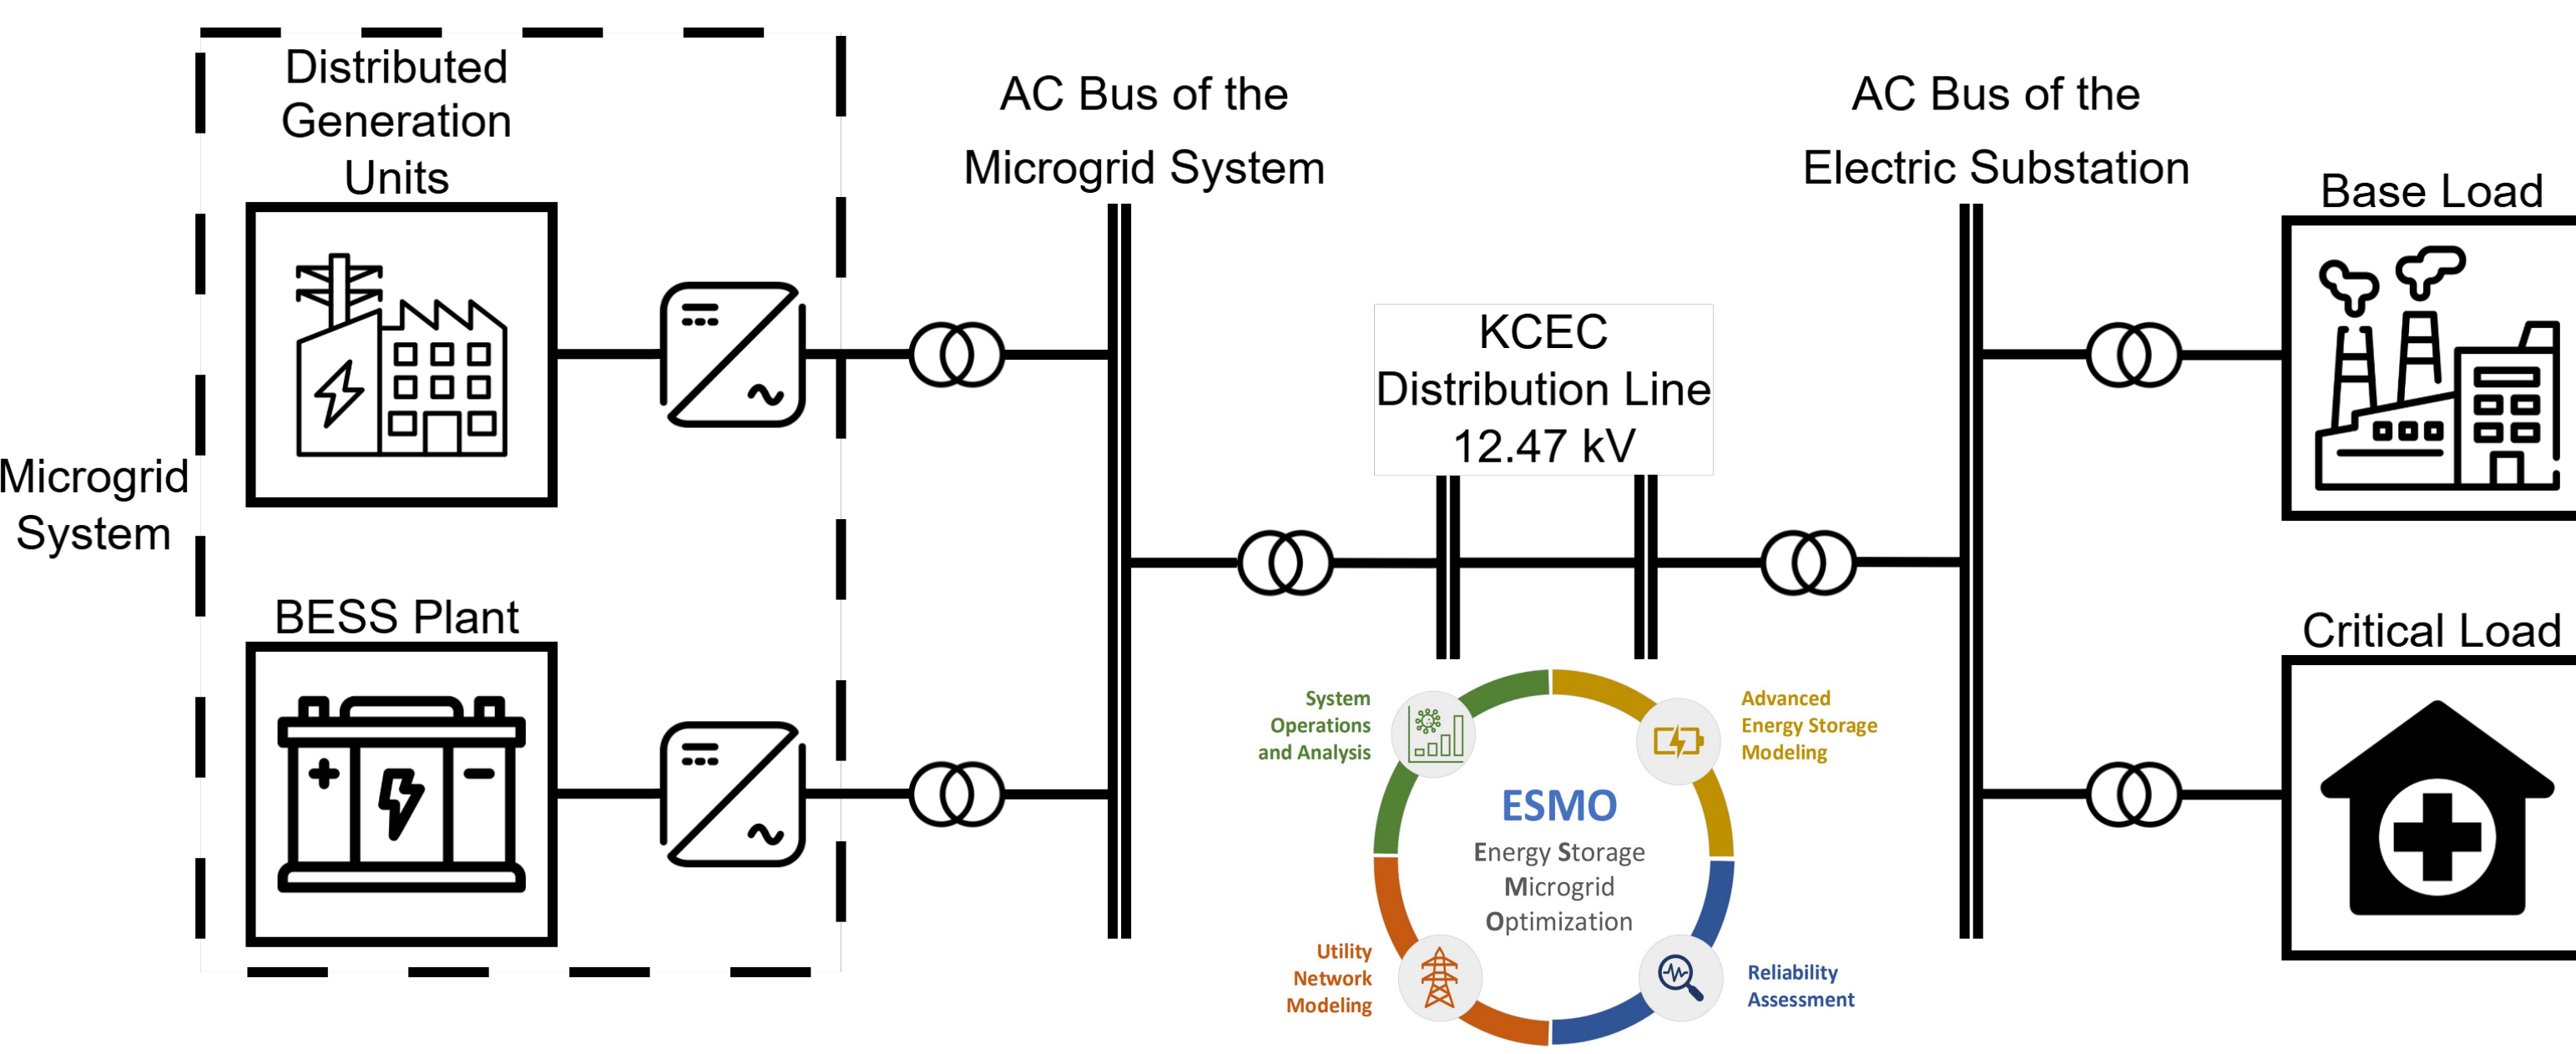 Distributed
Generation
Units
AC Bus of the
Microgrid System
AC Bus of the
Electric Substation
Base Load
KCEC
Distribution Line
12.47 kV
Microgrid
System
BESS Plant
Critical Load
System
Operations
and Analysis
Advanced
Energy Storage
Modeling
ESMO
Energy Storage
Microgrid
Optimization
Utility
Network
Modeling
Reliability
Assessment